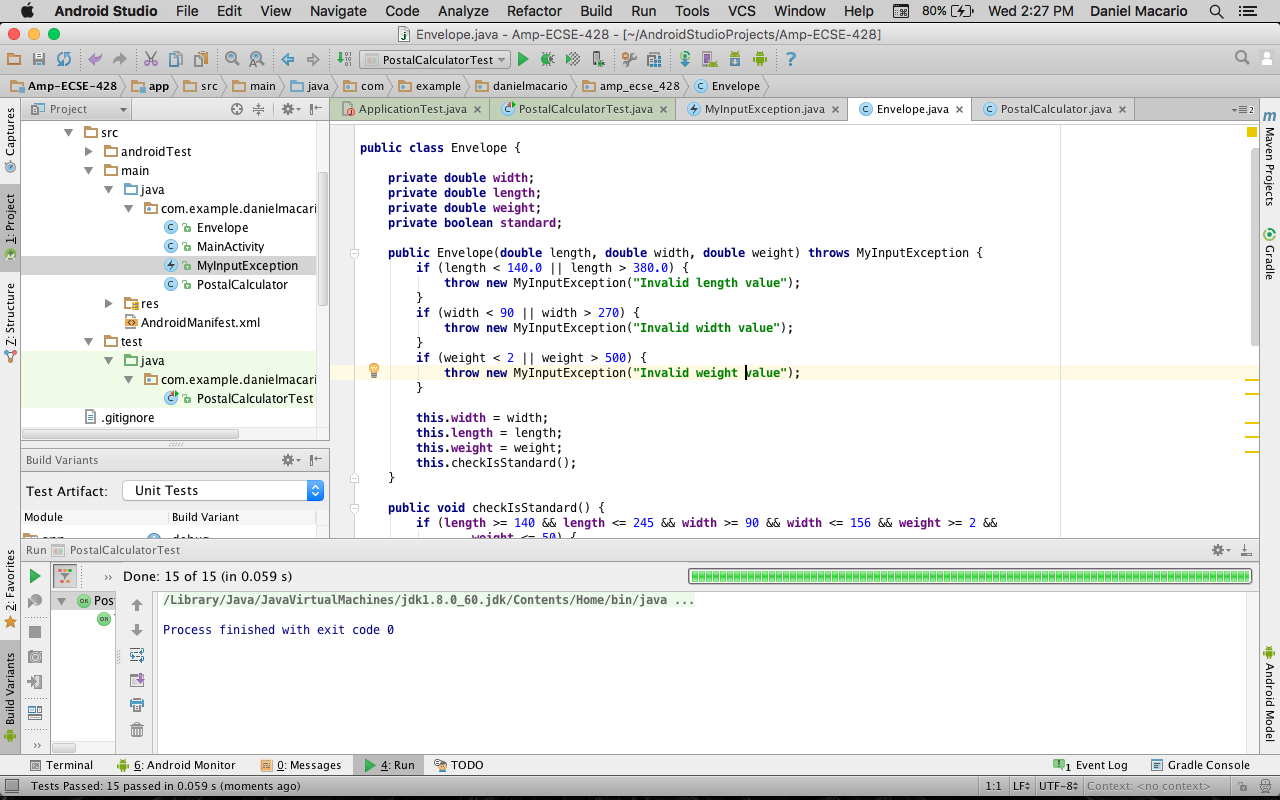 Android Studio File Edit View Navigate Code Analyze Refactor Build Run Tools VCS Window Help 80% Wed 2:27 PM Daniel Macario
Envelope.java - Amp-ECSE-428 - [~/AndroidStudioProjects/Amp-ECSE-428]
PostalCalculatorTest
Amp-ECSE-428 app src main java com example danielmacario amp_ecse_428 Envelope
Project
ApplicationTest.java PostalCalculatorTest.java MyInputException.java Envelope.java PostalCalculator.java 2
Captures
1: Project
Z: Structure
2: Favorites
Build Variants
src
androidTest
main
java
com.example.danielmacari
Envelope
MainActivity
MyInputException
PostalCalculator
res
AndroidManifest.xml
test
java
com.example.danielmacari
PostalCalculatorTest
.gitignore
Build Variants
Test Artifact: Unit Tests
Module Build Variant
public class Envelope {
private double width;
private double length;
private double weight;
private boolean standard;
public Envelope(double length, double width, double weight) throws MyInputException {
if (length < 140.0 || length > 380.0) {
throw new MyInputException("Invalid length value");
}
if (width < 90 || width > 270) {
throw new MyInputException("Invalid width value");
}
if (weight < 2 || weight > 500) {
throw new MyInputException("Invalid weight value");
}
this.width = width;
this.length = length;
this.weight = weight;
this.checkIsStandard();
}
public void checkIsStandard() {
if (length >= 140 && length <= 245 && width >= 90 && width <= 156 && weight >= 2 &&
weight <= 50) {
m
Maven Projects
Gradle
Android Model
Run PostalCalculatorTest
Done: 15 of 15 (in 0.059 s)
OK Pos
OK
/Library/Java/JavaVirtualMachines/jdk1.8.0_60.jdk/Contents/Home/bin/java ...
Process finished with exit code 0
Terminal 6: Android Monitor 0: Messages 4: Run TODO 1 Event Log Gradle Console
Tests Passed: 15 passed in 0.059 s (moments ago) 1:1 LF UTF-8 Context: <no context>